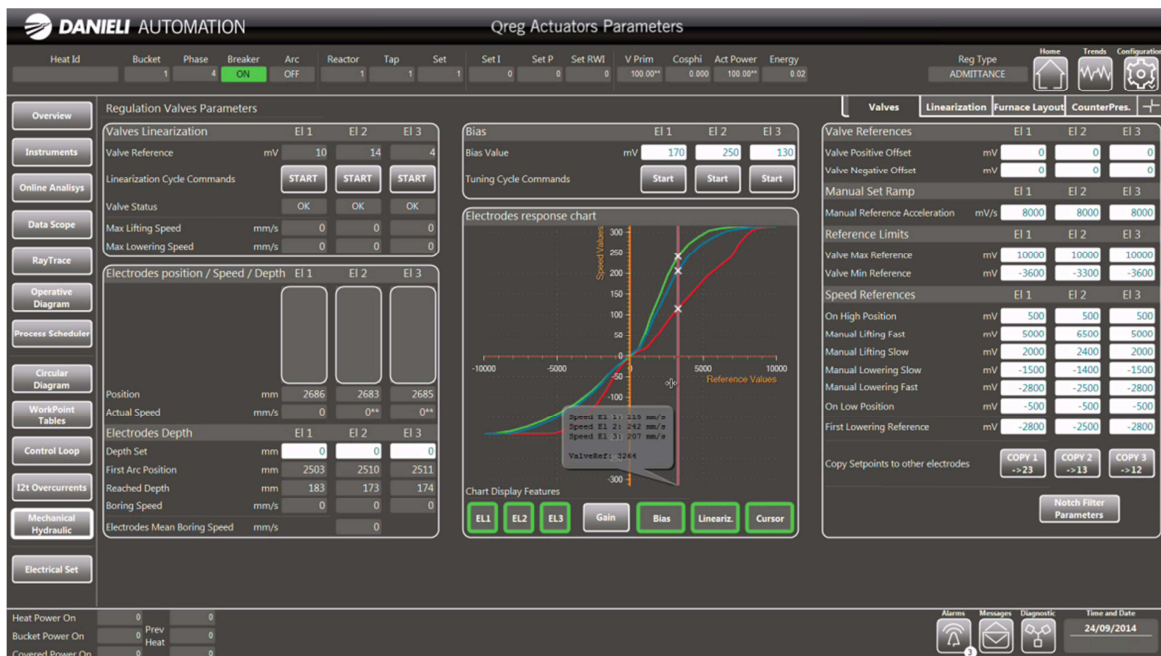 DANIELI AUTOMATION
Qreg Actuators Parameters
Heat Id Bucket Phase Breaker Arc Reactor Tap Set Set I Set P Set RWI V Prim Cosphi Act Power Energy Reg Type Home Trends Configuration
1 4 ON OFF 1 1 1 0 0 0 100.00** 0.000 100.00** 0.02 ADMITTANCE
Overview
Instruments
Online Analisys
Data Scope
RayTrace
Operative Diagram
Process Scheduler
Circular Diagram
WorkPoint Tables
Control Loop
I2t Overcurrents
Mechanical Hydraulic
Electrical Set
Regulation Valves Parameters
Valves Linearization El 1 El 2 El 3
Valve Reference mV 10 14 4
Linearization Cycle Commands START START START
Valve Status OK OK OK
Max Lifting Speed mm/s 0 0 0
Max Lowering Speed mm/s 0 0 0
Electrodes position / Speed / Depth El 1 El 2 El 3
Position mm 2686 2683 2685
Actual Speed mm/s 0 0** 0**
Electrodes Depth El 1 El 2 El 3
Depth Set mm 0 0 0
First Arc Position mm 2503 2510 2511
Reached Depth mm 183 173 174
Boring Speed mm/s 0 0 0
Electrodes Mean Boring Speed mm/s 0
Bias El 1 El 2 El 3
Bias Value mV 170 250 130
Tuning Cycle Commands Start Start Start
Electrodes response chart
Speed Values
300
250
200
150
100
50
0
-10000 -5000 0 5000 10000
-50
Reference Values
-100
Speed El 1: 115 mm/s
Speed El 2: 242 mm/s
Speed El 3: 207 mm/s
ValveRef: 3264
-300
Chart Display Features
EL1 EL2 EL3 Gain Bias Lineariz. Cursor
Valves Linearization Furnace Layout CounterPres.
Valve References El 1 El 2 El 3
Valve Positive Offset mV 0 0 0
Valve Negative Offset mV 0 0 0
Manual Set Ramp El 1 El 2 El 3
Manual Reference Acceleration mV/s 8000 8000 8000
Reference Limits El 1 El 2 El 3
Valve Max Reference mV 10000 10000 10000
Valve Min Reference mV -3600 -3300 -3600
Speed References El 1 El 2 El 3
On High Position mV 500 500 500
Manual Lifting Fast mV 5000 6500 5000
Manual Lifting Slow mV 2000 2400 2000
Manual Lowering Slow mV -1500 -1400 -1500
Manual Lowering Fast mV -2800 -2500 -2800
On Low Position mV -500 -500 -500
First Lowering Reference mV -2800 -2500 -2800
Copy Setpoints to other electrodes COPY 1 ->23 COPY 2 ->13 COPY 3 ->12
Notch Filter Parameters
Heat Power On 0 0
Bucket Power On 0 Prev Heat 0
Covered Power On 0 0
Alarms Messages Diagnostic Time and Date
3
24/09/2014